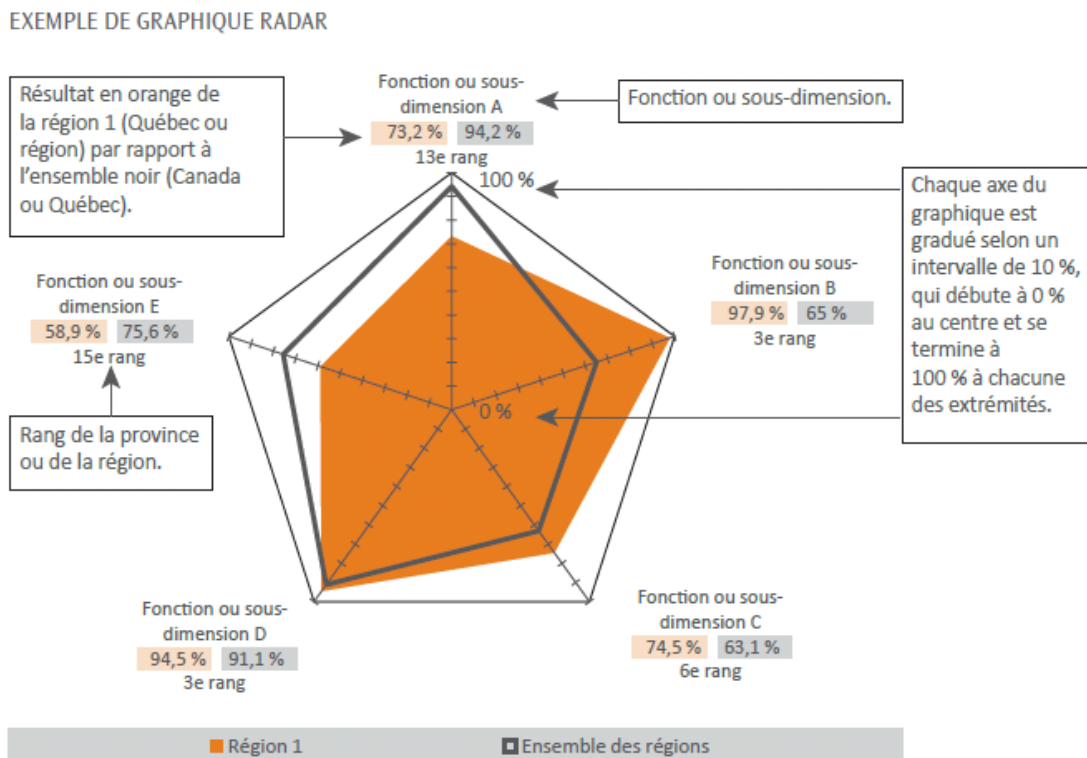 EXEMPLE DE GRAPHIQUE RADAR
Résultat en orange de
la région 1 (Québec ou
région) par rapport à
l'ensemble noir (Canada
ou Québec).
Fonction ou sous-
dimension A
73,2 % 94,2 %
13e rang
100 %
Fonction ou sous-dimension.
Chaque axe du
graphique est
gradué selon un
intervalle de 10 %,
qui débute à 0 %
au centre et se
termine à
100 % à chacune
des extrémités.
Fonction ou sous-
dimension B
97,9 % 65 %
3e rang
Fonction ou sous-
dimension E
58,9 % 75,6 %
15e rang
0 %
Rang de la province
ou de la région.
Fonction ou sous-
dimension C
74,5 % 63,1 %
6e rang
Fonction ou sous-
dimension D
94,5 % 91,1 %
3e rang
Région 1 Ensemble des régions